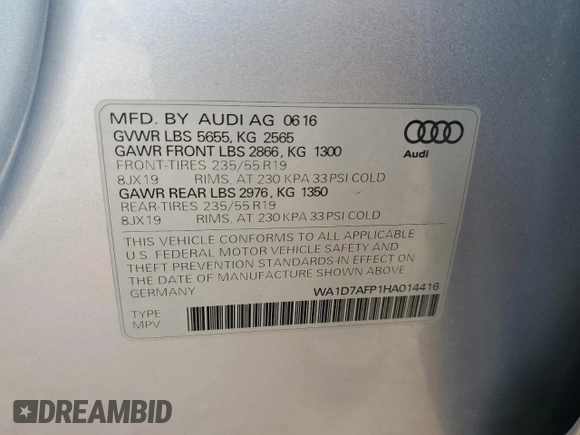 MFD. BY AUDI AG 06 16
GVWR LBS 5655, KG 2565
GAWR FRONT LBS 2866, KG 1300
FRONT-TIRES 235/55 R19
8JX19 RIMS, AT 230 KPA 33 PSI COLD
GAWR REAR LBS 2976, KG 1350
REAR-TIRES 235/55 R19
8JX19 RIMS, AT 230 KPA 33 PSI COLD
Audi
THIS VEHICLE CONFORMS TO ALL APPLICABLE
U.S. FEDERAL MOTOR VEHICLE SAFETY AND
THEFT PREVENTION STANDARDS IN EFFECT ON
THE DATE OF MANUFACTURE SHOWN ABOVE.
GERMANY WA1D7AFP1HA014416
TYPE
MPV
DREAMBID